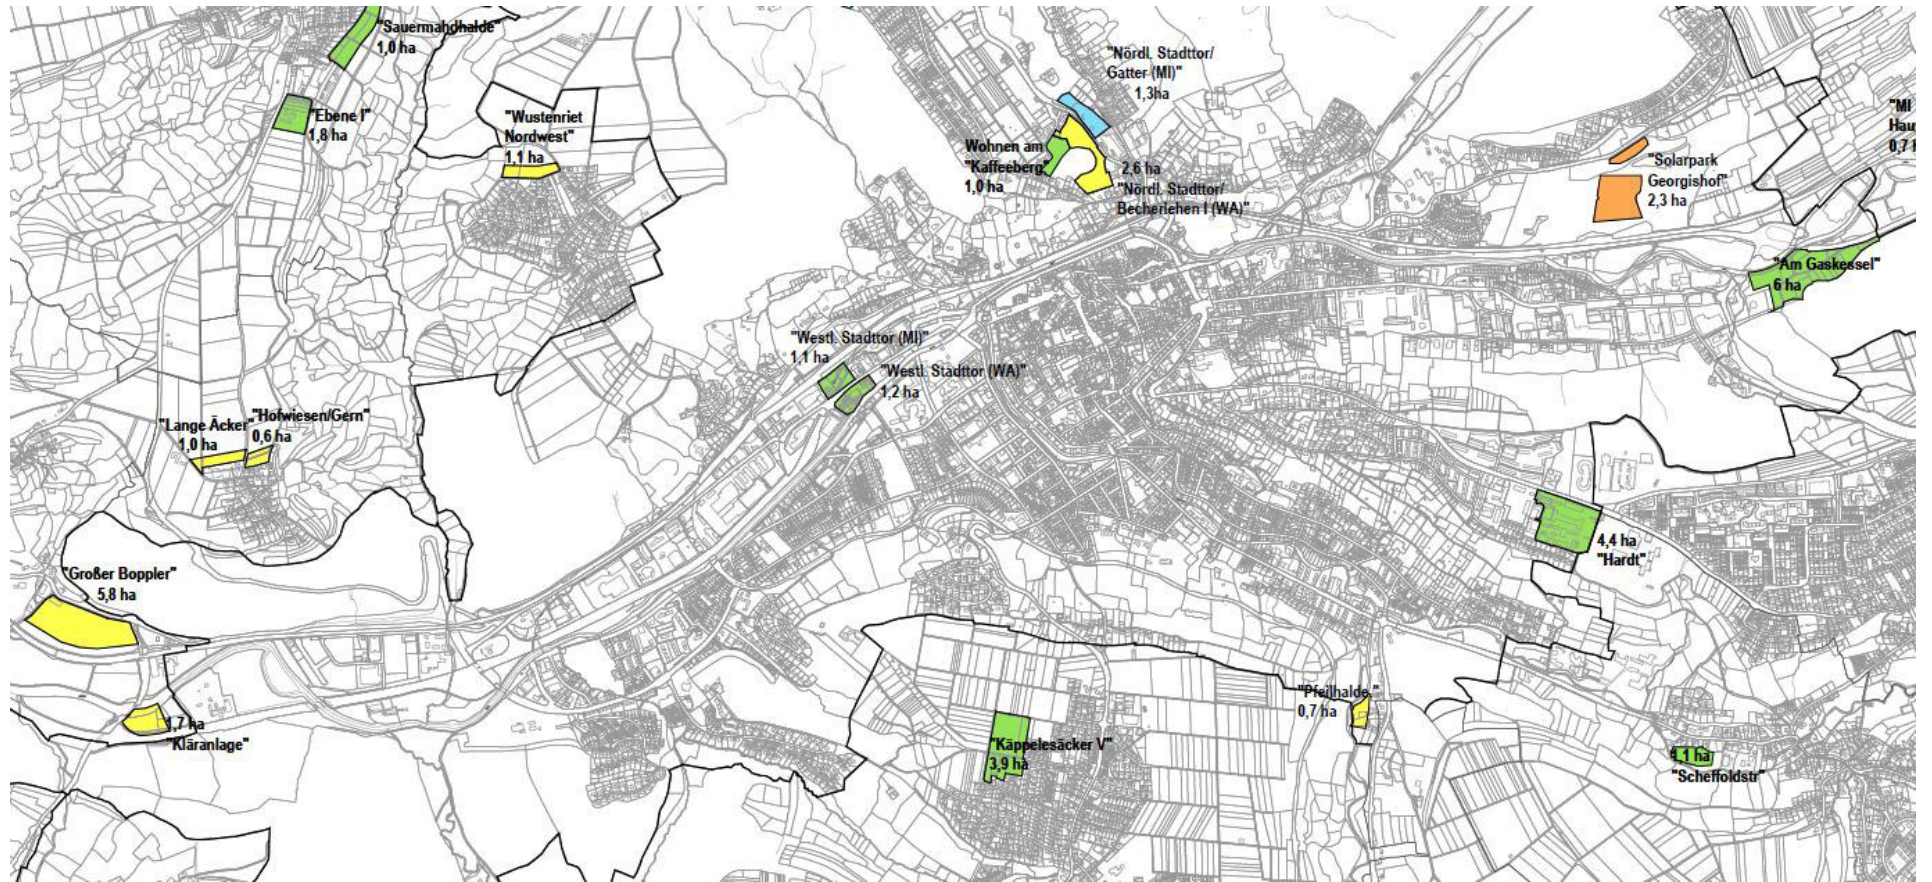 "Sauermahdhalde"
1,0 ha
"Ebene I"
1,8 ha
"Wustenriet
Nordwest"
1,1 ha
"Nördl. Stadttor/
Gatter (MI)"
1,3ha
Wohnen am
"Kaffeeberg"
1,0 ha
2,6 ha
"Nördl. Stadttor/
Becherlehen I (WA)"
"Solarpark
Georgishof"
2,3 ha
"MI
0,7
"Am Gaskessel"
6 ha
"Westl. Stadttor (MI)"
1,1 ha
"Westl. Stadttor (WA)"
1,2 ha
"Lange Äcker"
1,0 ha
"Hofwiesen/Gern"
0,6 ha
4,4 ha
"Hardt"
"Großer Boppler"
5,8 ha
1,7 ha
"Kläranlage"
"Käppelesäcker V"
3,9 ha
"Pfeilhalde,"
0,7 ha
1,1 ha
"Scheffoldstr"